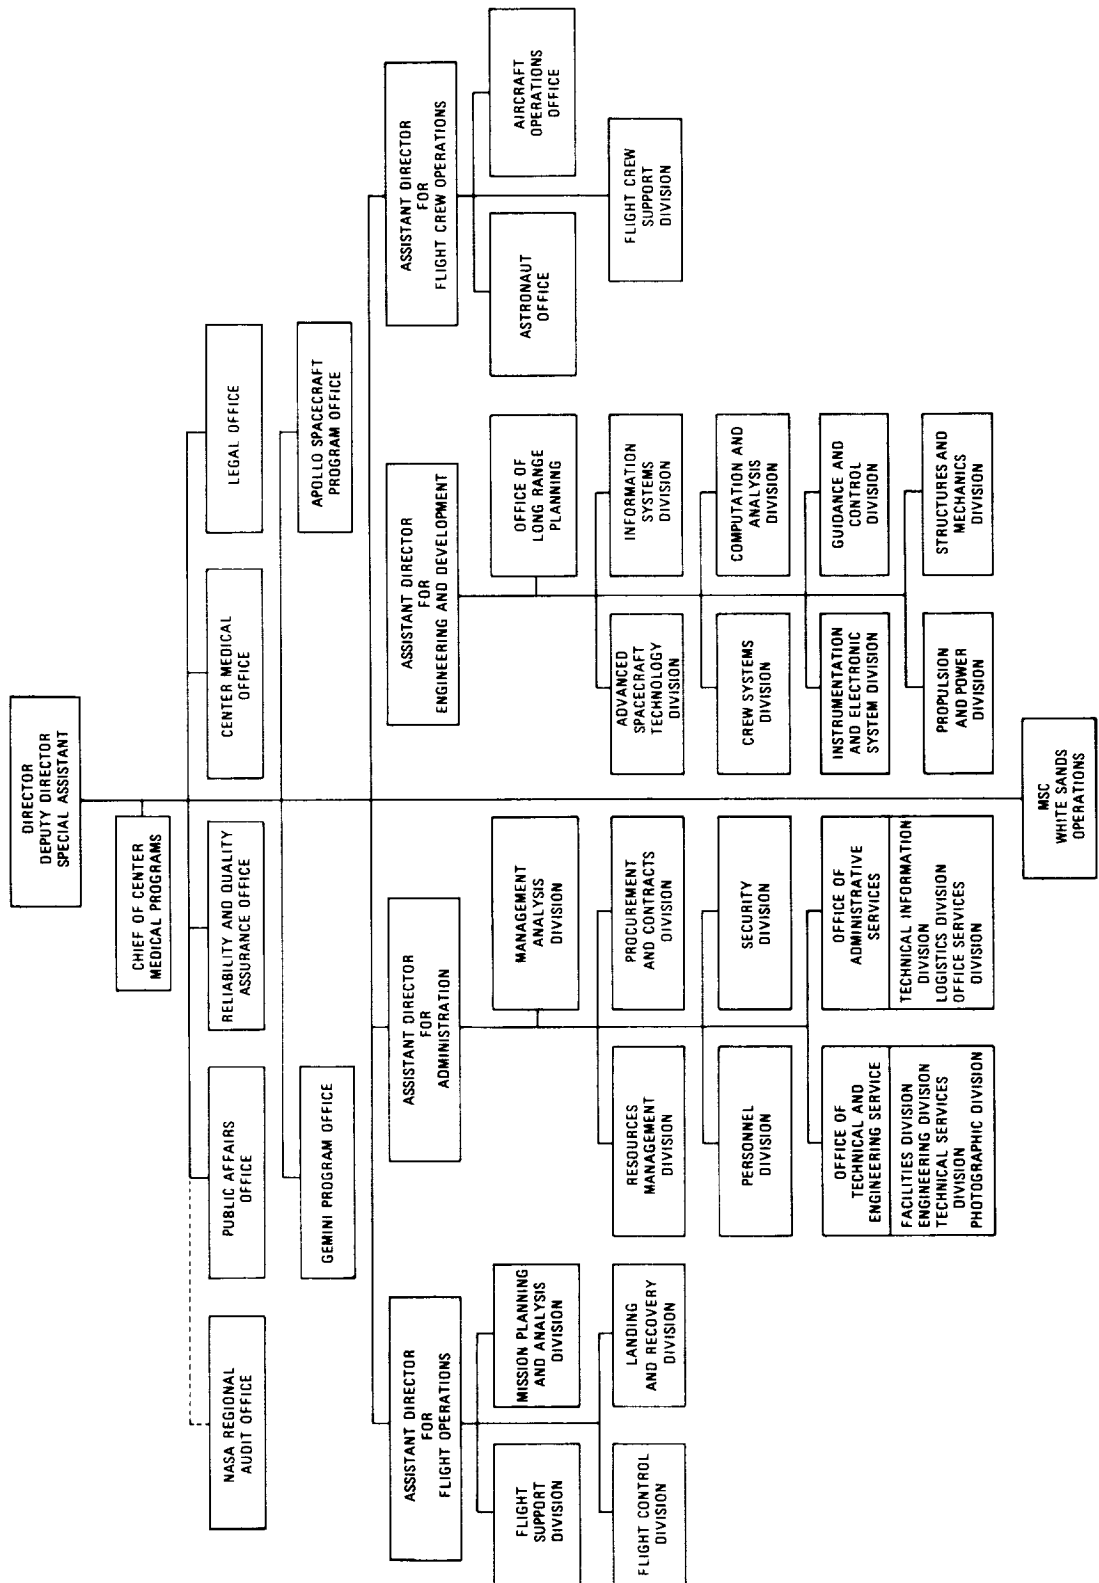 DIRECTOR
DEPUTY DIRECTOR
SPECIAL ASSISTANT
CHIEF OF CENTER
MEDICAL PROGRAMS
NASA REGIONAL
AUDIT OFFICE
PUBLIC AFFAIRS
OFFICE
RELIABILITY AND QUALITY
ASSURANCE OFFICE
CENTER MEDICAL
OFFICE
LEGAL OFFICE
GEMINI PROGRAM OFFICE
APOLLO SPACECRAFT
PROGRAM OFFICE
ASSISTANT DIRECTOR
FOR
FLIGHT OPERATIONS
FLIGHT
SUPPORT
DIVISION
MISSION PLANNING
AND ANALYSIS
DIVISION
FLIGHT CONTROL
DIVISION
LANDING
AND RECOVERY
DIVISION
ASSISTANT DIRECTOR
FOR
ADMINISTRATION
MANAGEMENT
ANALYSIS
DIVISION
RESOURCES
MANAGEMENT
DIVISION
PROCUREMENT
AND CONTRACTS
DIVISION
PERSONNEL
DIVISION
SECURITY
DIVISION
OFFICE OF
TECHNICAL AND
ENGINEERING SERVICE
FACILITIES DIVISION
ENGINEERING DIVISION
TECHNICAL SERVICES
DIVISION
PHOTOGRAPHIC DIVISION
OFFICE OF
ADMINISTRATIVE
SERVICES
TECHNICAL INFORMATION
DIVISION
LOGISTICS DIVISION
OFFICE SERVICES
DIVISION
ASSISTANT DIRECTOR
FOR
ENGINEERING AND DEVELOPMENT
OFFICE OF
LONG RANGE
PLANNING
ADVANCED
SPACECRAFT
TECHNOLOGY
DIVISION
INFORMATION
SYSTEMS
DIVISION
CREW SYSTEMS
DIVISION
COMPUTATION AND
ANALYSIS
DIVISION
INSTRUMENTATION
AND ELECTRONIC
SYSTEM DIVISION
GUIDANCE AND
CONTROL
DIVISION
PROPULSION
AND POWER
DIVISION
STRUCTURES AND
MECHANICS
DIVISION
ASSISTANT DIRECTOR
FOR
FLIGHT CREW OPERATIONS
ASTRONAUT
OFFICE
AIRCRAFT
OPERATIONS
OFFICE
FLIGHT CREW
SUPPORT
DIVISION
MSC
WHITE SANDS
OPERATIONS